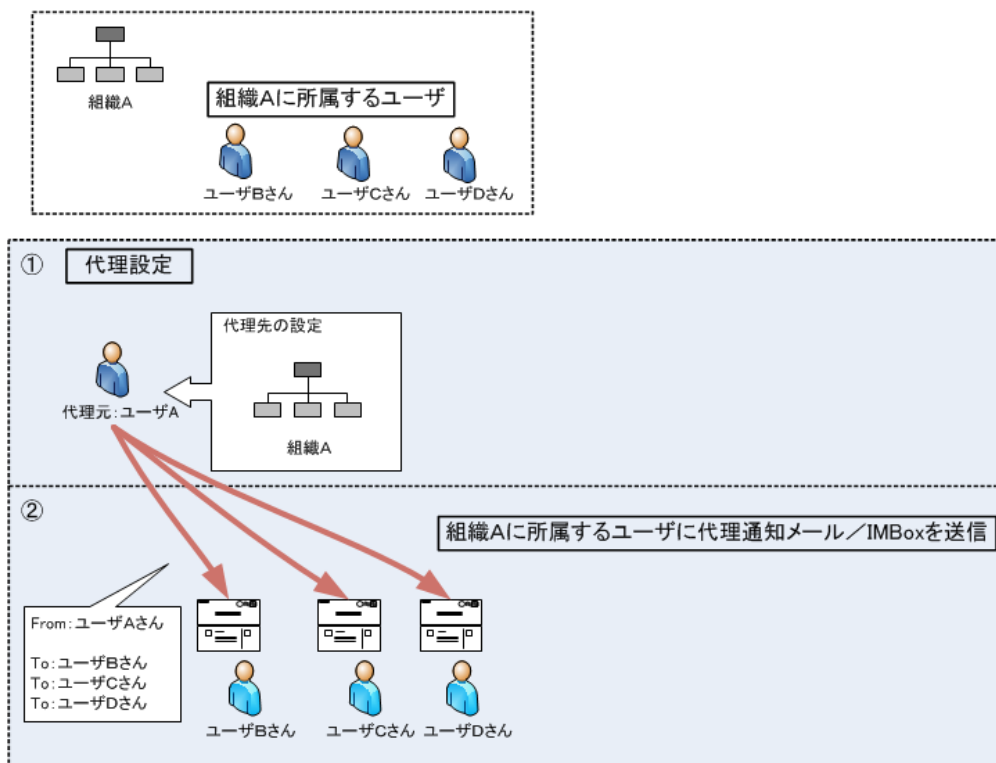 組織A
組織Aに所属するユーザ
ユーザBさん
ユーザCさん
ユーザDさん
① 代理設定
代理先の設定
代理元：ユーザA
組織A
②
組織Aに所属するユーザに代理通知メール／IMBoxを送信
From：ユーザAさん
To：ユーザBさん
To：ユーザCさん
To：ユーザDさん
ユーザBさん
ユーザCさん
ユーザDさん